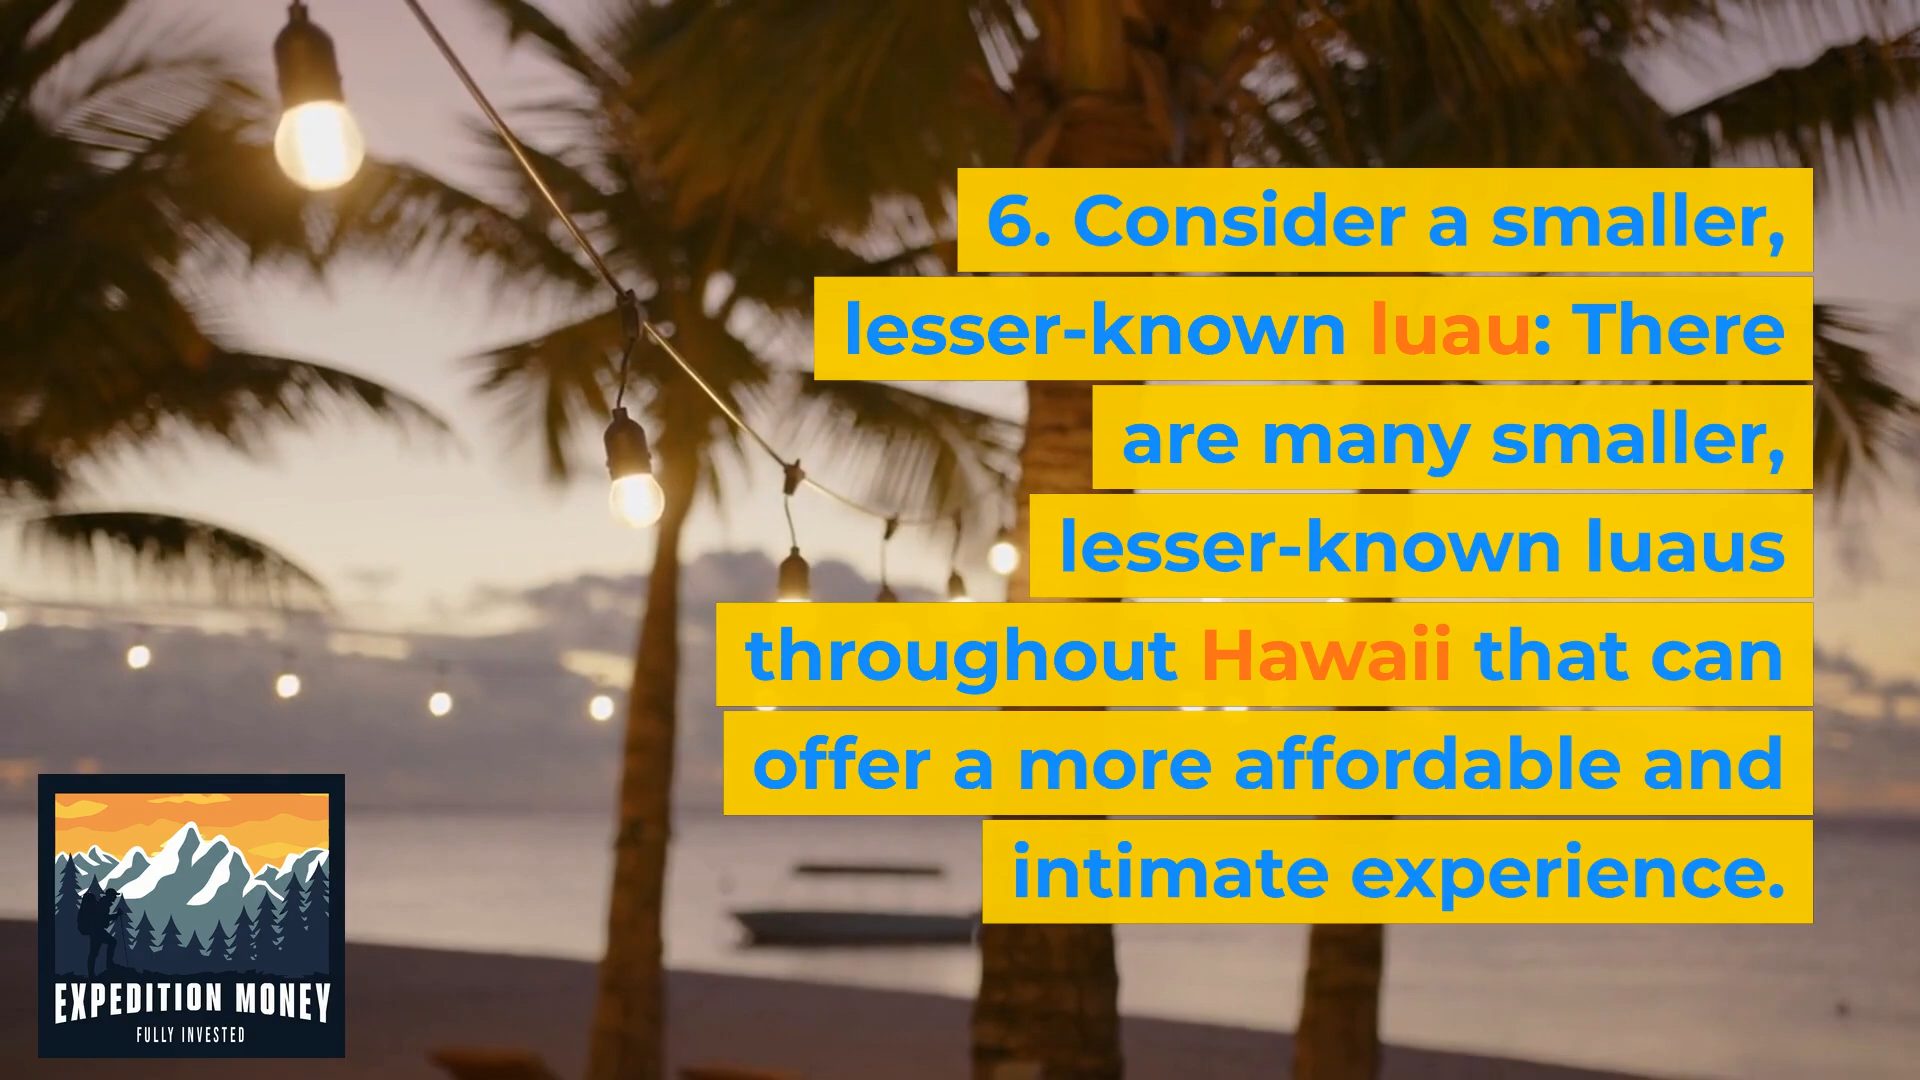 6. Consider a smaller,
lesser-known luau: There
are many smaller,
lesser-known luaus
throughout Hawaii that can
offer a more affordable and
intimate experience.
EXPEDITION MONEY
FULLY INVESTED